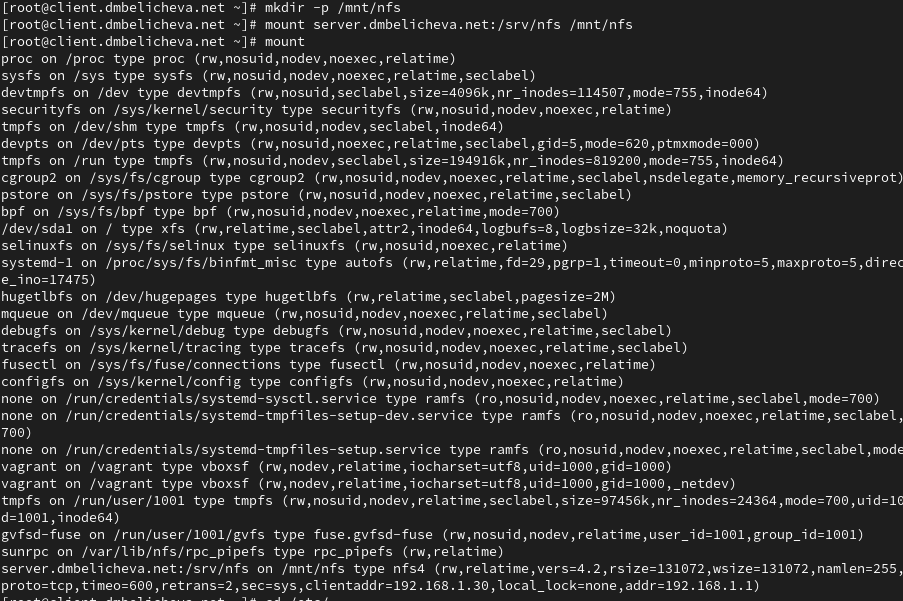 [root@client.dmbelicheva.net ~]# mkdir -p /mnt/nfs
[root@client.dmbelicheva.net ~]# mount server.dmbelicheva.net:/srv/nfs /mnt/nfs
[root@client.dmbelicheva.net ~]# mount
proc on /proc type proc (rw,nosuid,nodev,noexec,relatime)
sysfs on /sys type sysfs (rw,nosuid,nodev,noexec,relatime,seclabel)
devtmpfs on /dev type devtmpfs (rw,nosuid,seclabel,size=4096k,nr_inodes=114507,mode=755,inode64)
securityfs on /sys/kernel/security type securityfs (rw,nosuid,nodev,noexec,relatime)
tmpfs on /dev/shm type tmpfs (rw,nosuid,nodev,seclabel,inode64)
devpts on /dev/pts type devpts (rw,nosuid,noexec,relatime,seclabel,gid=5,mode=620,ptmxmode=000)
tmpfs on /run type tmpfs (rw,nosuid,nodev,seclabel,size=194916k,nr_inodes=819200,mode=755,inode64)
cgroup2 on /sys/fs/cgroup type cgroup2 (rw,nosuid,nodev,noexec,relatime,seclabel,nsdelegate,memory_recursiveprot)
pstore on /sys/fs/pstore type pstore (rw,nosuid,nodev,noexec,relatime,seclabel)
bpf on /sys/fs/bpf type bpf (rw,nosuid,nodev,noexec,relatime,mode=700)
/dev/sda1 on / type xfs (rw,relatime,seclabel,attr2,inode64,logbufs=8,logbsize=32k,noquota)
selinuxfs on /sys/fs/selinux type selinuxfs (rw,nosuid,noexec,relatime)
systemd-1 on /proc/sys/fs/binfmt_misc type autofs (rw,relatime,fd=29,pgrp=1,timeout=0,minproto=5,maxproto=5,direc
e_ino=17475)
hugetlbfs on /dev/hugepages type hugetlbfs (rw,relatime,seclabel,pagesize=2M)
mqueue on /dev/mqueue type mqueue (rw,nosuid,nodev,noexec,relatime,seclabel)
debugfs on /sys/kernel/debug type debugfs (rw,nosuid,nodev,noexec,relatime,seclabel)
tracefs on /sys/kernel/tracing type tracefs (rw,nosuid,nodev,noexec,relatime,seclabel)
fusectl on /sys/fs/fuse/connections type fusectl (rw,nosuid,nodev,noexec,relatime)
configfs on /sys/kernel/config type configfs (rw,nosuid,nodev,noexec,relatime)
none on /run/credentials/systemd-sysctl.service type ramfs (ro,nosuid,nodev,noexec,relatime,seclabel,mode=700)
none on /run/credentials/systemd-tmpfiles-setup-dev.service type ramfs (ro,nosuid,nodev,noexec,relatime,seclabel,
700)
none on /run/credentials/systemd-tmpfiles-setup.service type ramfs (ro,nosuid,nodev,noexec,relatime,seclabel,mode
vagrant on /vagrant type vboxsf (rw,nodev,relatime,iocharset=utf8,uid=1000,gid=1000)
vagrant on /vagrant type vboxsf (rw,nodev,relatime,iocharset=utf8,uid=1000,gid=1000,_netdev)
tmpfs on /run/user/1001 type tmpfs (rw,nosuid,nodev,relatime,seclabel,size=97456k,nr_inodes=24364,mode=700,uid=10
d=1001,inode64)
gvfsd-fuse on /run/user/1001/gvfs type fuse.gvfsd-fuse (rw,nosuid,nodev,relatime,user_id=1001,group_id=1001)
sunrpc on /var/lib/nfs/rpc_pipefs type rpc_pipefs (rw,relatime)
server.dmbelicheva.net:/srv/nfs on /mnt/nfs type nfs4 (rw,relatime,vers=4.2,rsize=131072,wsize=131072,namlen=255,
proto=tcp,timeo=600,retrans=2,sec=sys,clientaddr=192.168.1.30,local_lock=none,addr=192.168.1.1)
[root@client.dmbelicheva.net ~]# cd /etc/